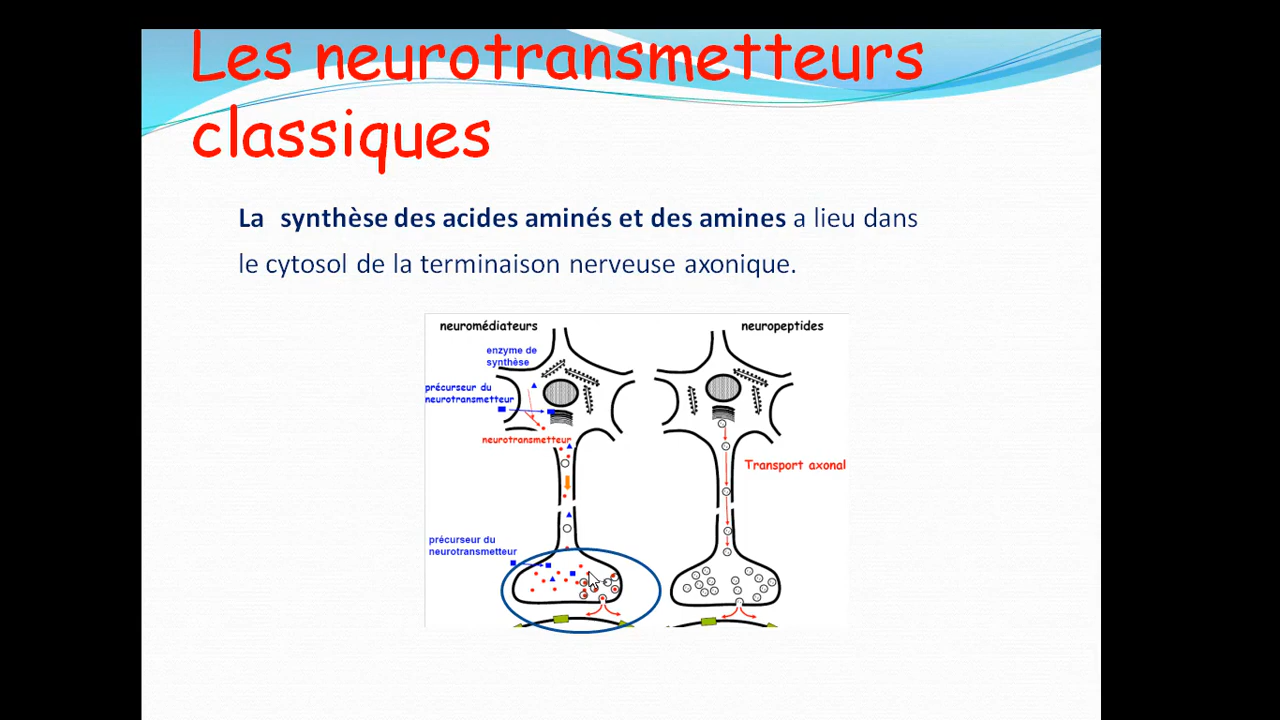 Les neurotransmetteurs
classiques
La synthèse des acides aminés et des amines a lieu dans
le cytosol de la terminaison nerveuse axonique.
neuromédiateurs
neuropeptides
enzyme de
synthèse
précurseur du
neurotransmetteur
neurotransmetteur
Transport axonal
précurseur du
neurotransmetteur